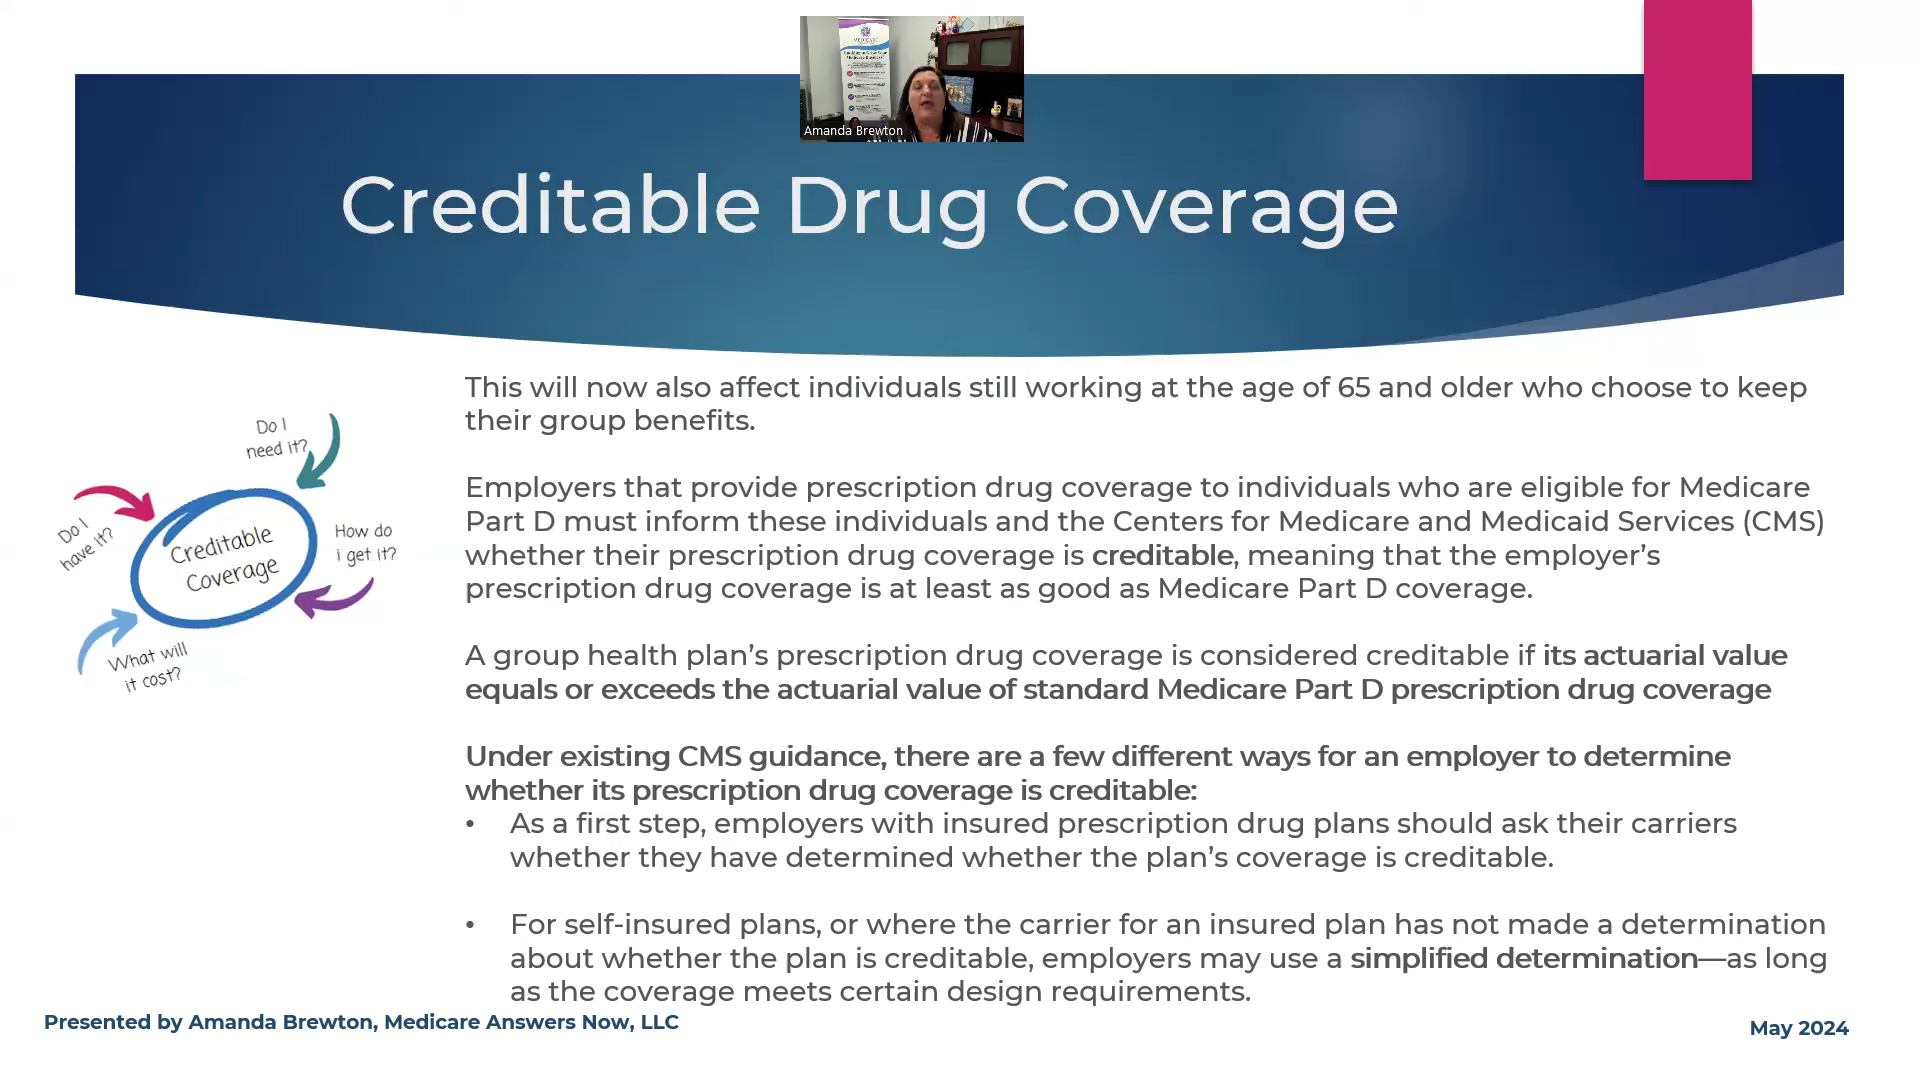 MEDICARE
Amanda Brewton
Creditable Drug Coverage
This will now also affect individuals still working at the age of 65 and older who choose to keep
their group benefits.
Employers that provide prescription drug coverage to individuals who are eligible for Medicare
Part D must inform these individuals and the Centers for Medicare and Medicaid Services (CMS)
whether their prescription drug coverage is creditable, meaning that the employer’s
prescription drug coverage is at least as good as Medicare Part D coverage.
A group health plan’s prescription drug coverage is considered creditable if its actuarial value
equals or exceeds the actuarial value of standard Medicare Part D prescription drug coverage
Under existing CMS guidance, there are a few different ways for an employer to determine
whether its prescription drug coverage is creditable:
• As a first step, employers with insured prescription drug plans should ask their carriers
whether they have determined whether the plan’s coverage is creditable.
• For self-insured plans, or where the carrier for an insured plan has not made a determination
about whether the plan is creditable, employers may use a simplified determination—as long
as the coverage meets certain design requirements.
Do I
need it?
Do I
have it?
Creditable
Coverage
How do
i get it?
What will
it cost?
Presented by Amanda Brewton, Medicare Answers Now, LLC
May 2024